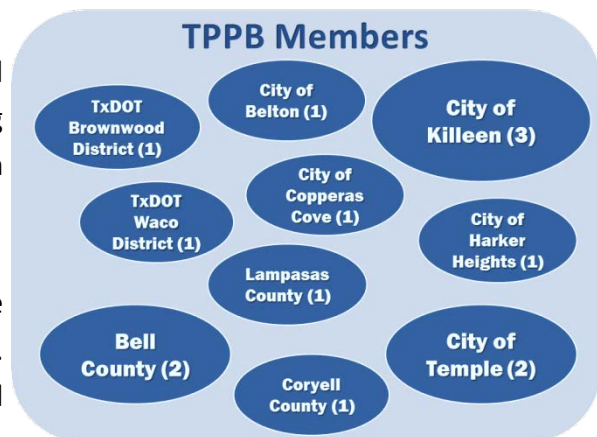 TPPB Members
TxDOT
Brownwood
District (1)
City of
Belton (1)
City of
Killeen (3)
City of
Copperas
Cove (1)
TxDOT
Waco
District (1)
City of
Harker
Heights (1)
Lampasas
County (1)
Bell
County (2)
City of
Temple (2)
Coryell
County (1)